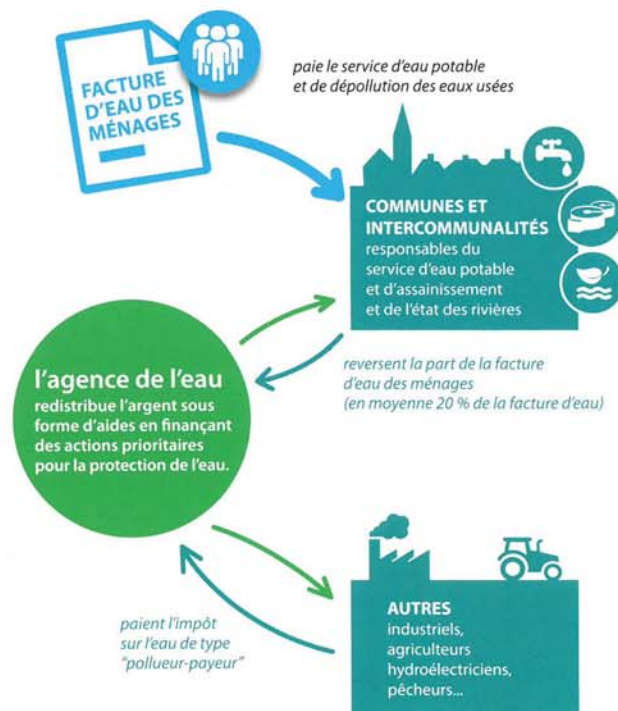 FACTURE
D'EAU DES
MÉNAGES
paie le service d'eau potable
et de dépollution des eaux usées
COMMUNES ET
INTERCOMMUNALITÉS
responsables du
service d'eau potable
et d'assainissement
et de l'état des rivières
l'agence de l'eau
redistribue l'argent sous
forme d'aides en finançant
des actions prioritaires
pour la protection de l'eau.
reversent la part de la facture
d'eau des ménages
(en moyenne 20 % de la facture d'eau)
paient l'impôt
sur l'eau de type
"pollueur-payeur"
AUTRES
industriels,
agriculteurs
hydroélectriciens,
pêcheurs...